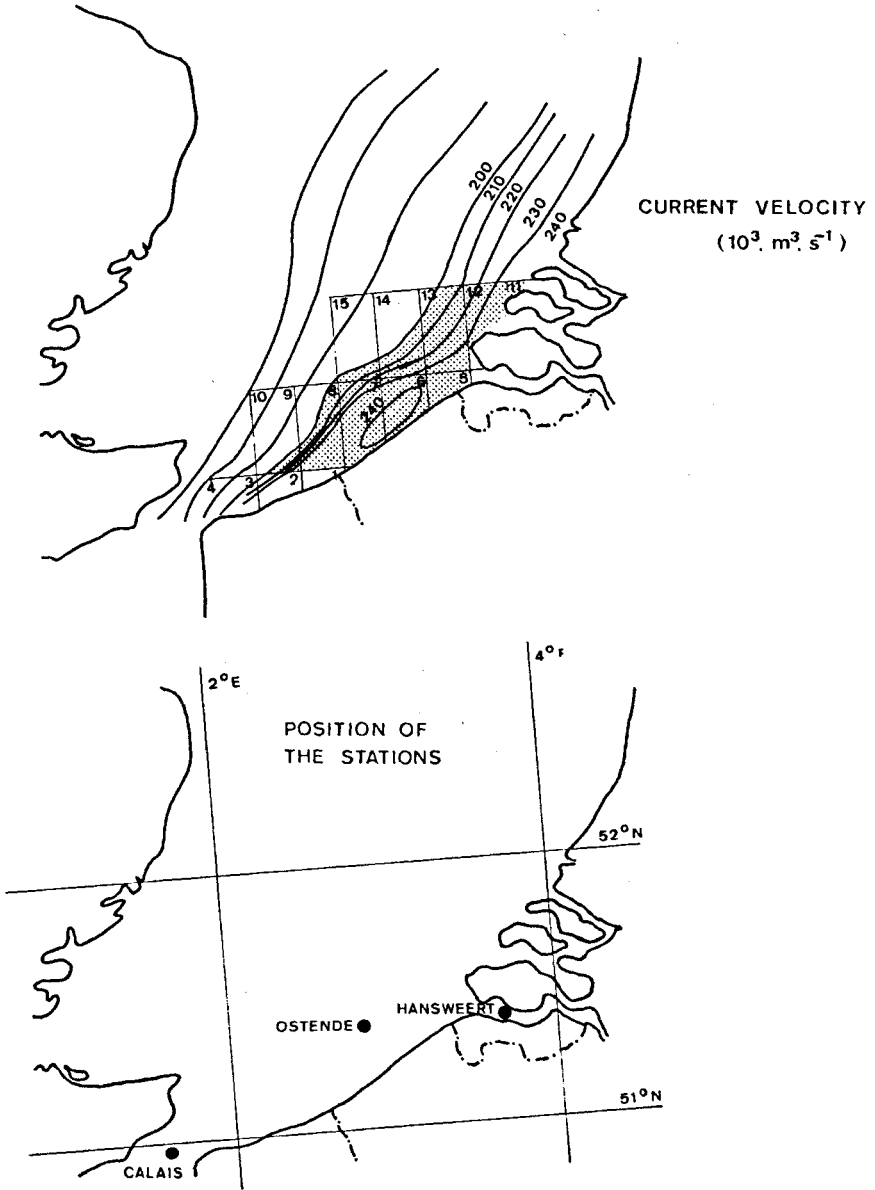 200
210
220
230
240
CURRENT VELOCITY
(10³. m³. s⁻¹)
15
14
13
12
11
10
9
8
6
5
240
4
3
2
1
2°E
4°
POSITION OF
THE STATIONS
52°N
OSTENDE
HANSWEERT
51°N
CALAIS